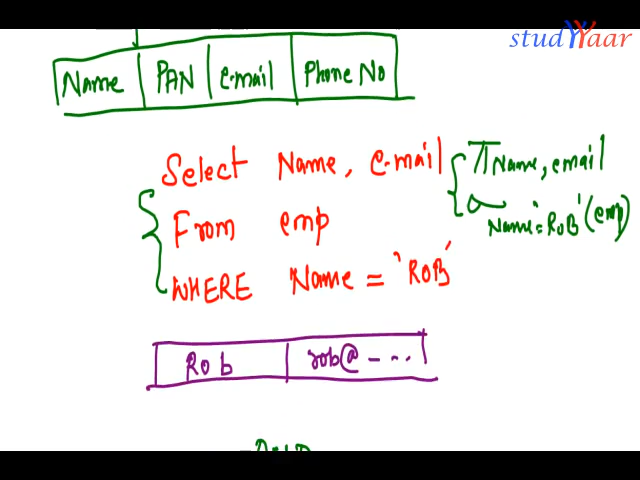 studYYaar
Name PAN e-mail Phone No
Select Name, e-mail
π Name, email
From emp
σ Name='ROB' (emp)
WHERE Name = 'ROB'
Rob rob@ - ...